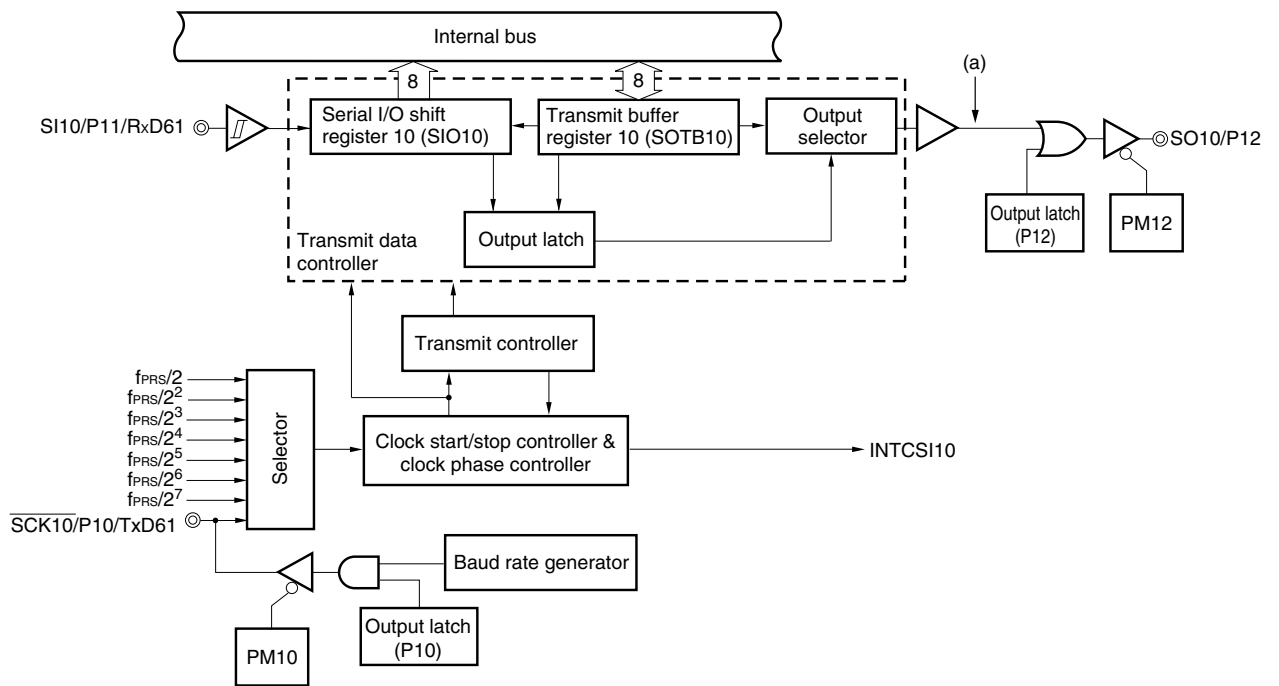 Internal bus
8
8
(a)
SI10/P11/RxD61
Serial I/O shift
register 10 (SIO10)
Transmit buffer
register 10 (SOTB10)
Output
selector
SO10/P12
Output latch
(P12)
PM12
Output latch
Transmit data
controller
Transmit controller
fPRS/2
fPRS/2²
fPRS/2³
fPRS/2⁴
fPRS/2⁵
fPRS/2⁶
fPRS/2⁷
Selector
Clock start/stop controller &
clock phase controller
INTCSI10
SCK10/P10/TxD61
Baud rate generator
Output latch
(P10)
PM10